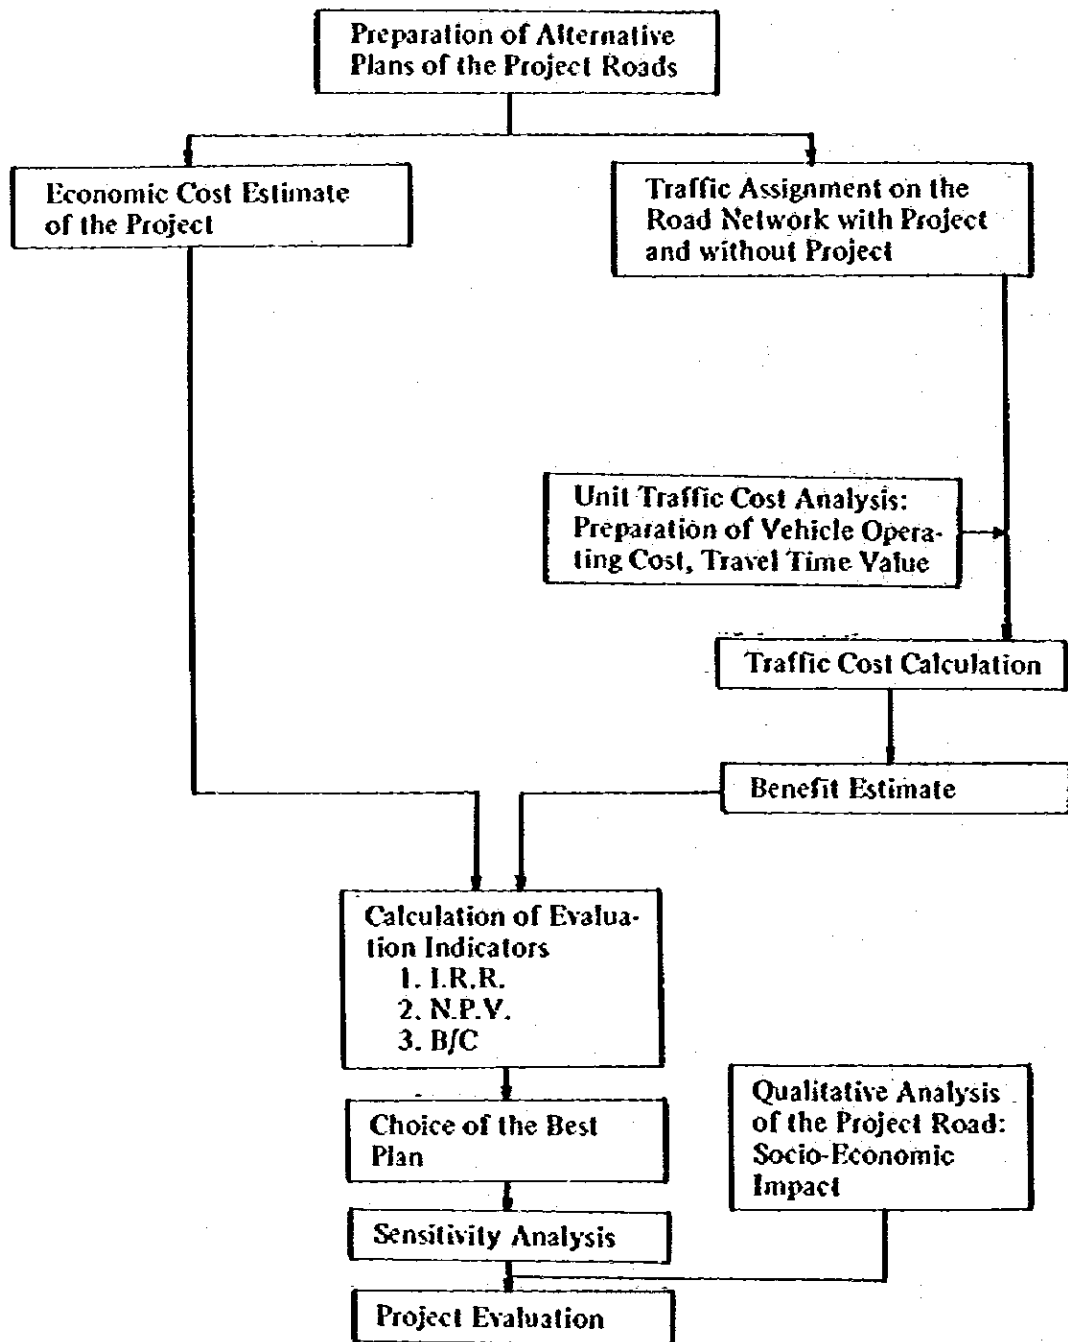 Preparation of Alternative
Plans of the Project Roads
Economic Cost Estimate
of the Project
Traffic Assignment on the
Road Network with Project
and without Project
Unit Traffic Cost Analysis:
Preparation of Vehicle Opera-
ting Cost, Travel Time Value
Traffic Cost Calculation
Benefit Estimate
Calculation of Evalua-
tion Indicators
1. I.R.R.
2. N.P.V.
3. B/C
Choice of the Best
Plan
Qualitative Analysis
of the Project Road:
Socio-Economic
Impact
Sensitivity Analysis
Project Evaluation